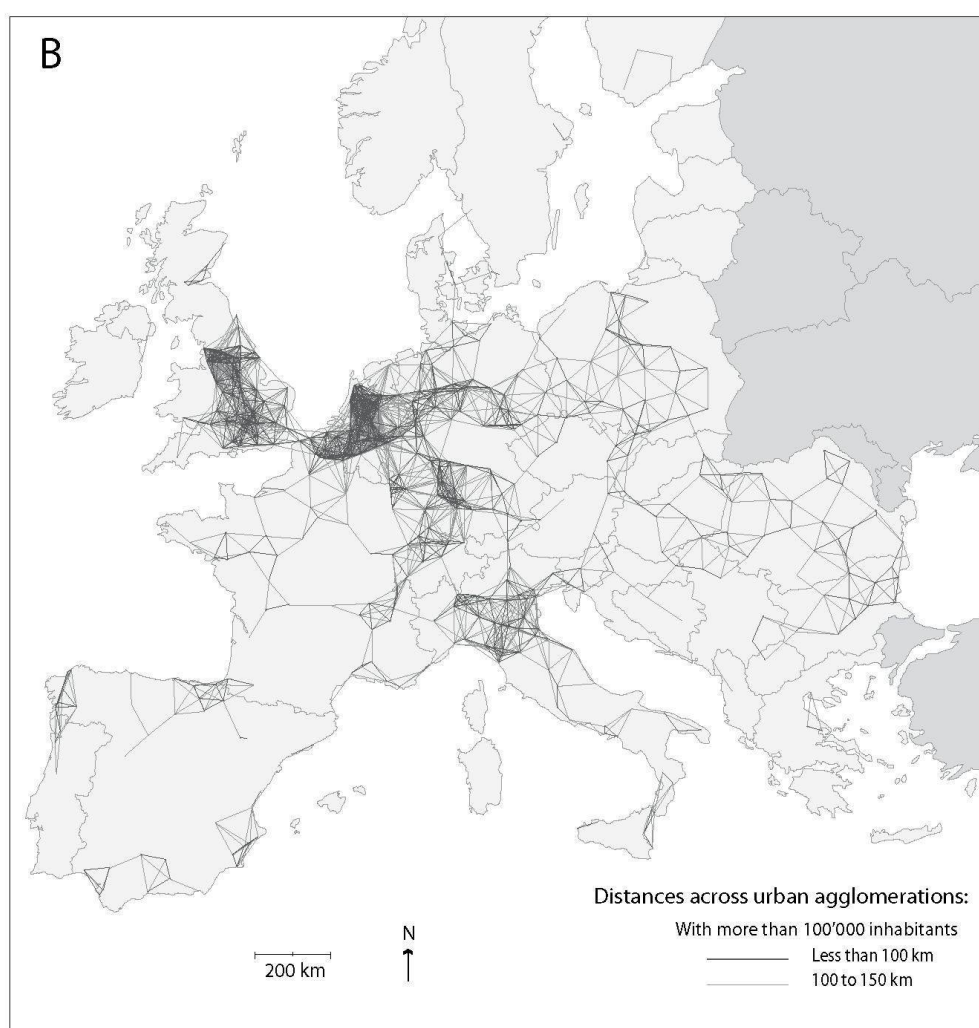 B
Distances across urban agglomerations:
With more than 100'000 inhabitants
Less than 100 km
100 to 150 km
200 km
N